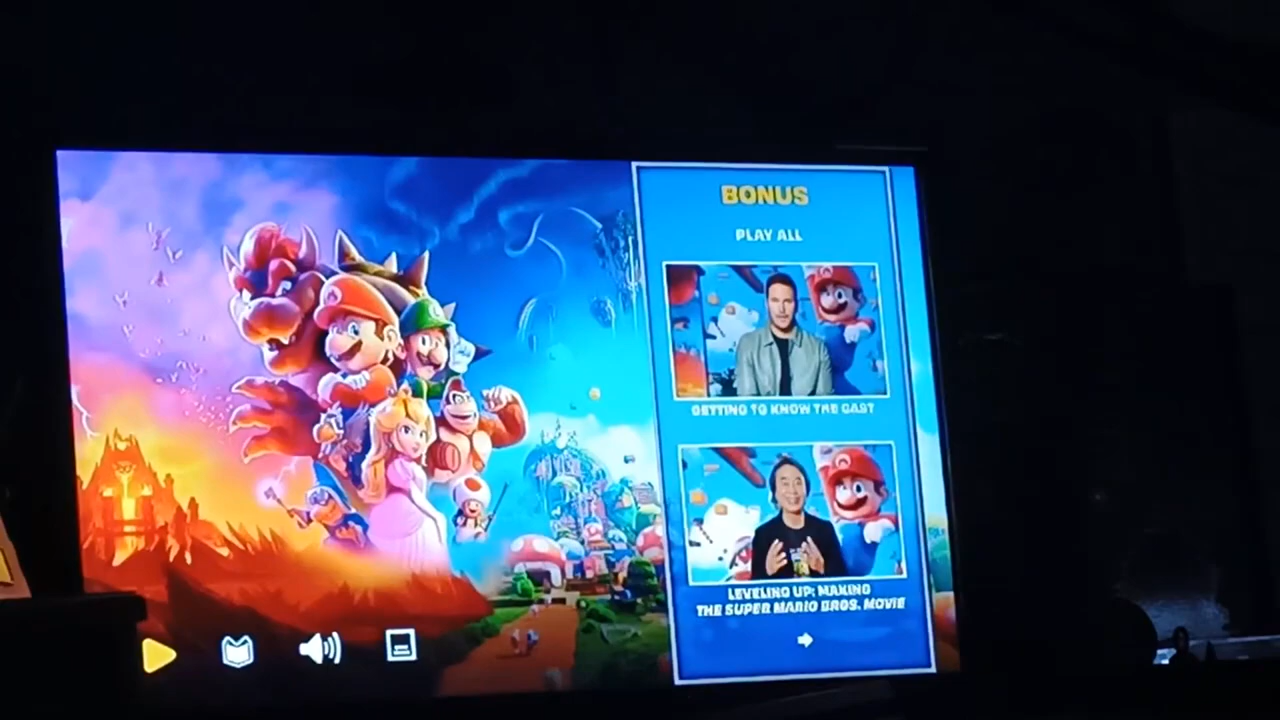 BONUS
PLAY ALL
GETTING TO KNOW THE CAST
LEVELING UP: MAKING
THE SUPER MARIO BROS. MOVIE